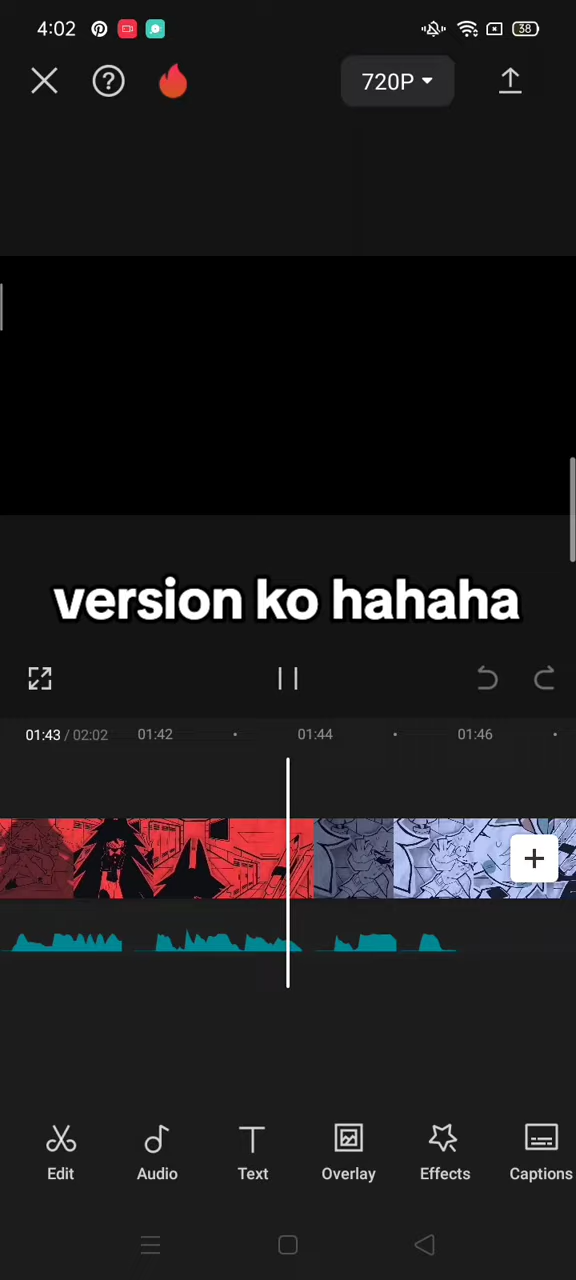 4:02
38
720P
version ko hahaha
01:43 / 02:02 01:42 01:44 01:46
Edit Audio Text Overlay Effects Captions